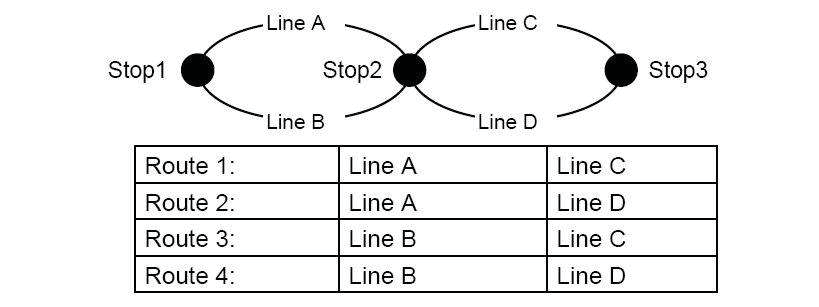 Line A Line C
Stop1 Stop2 Stop3
Line B Line D
Route 1: Line A Line C
Route 2: Line A Line D
Route 3: Line B Line C
Route 4: Line B Line D